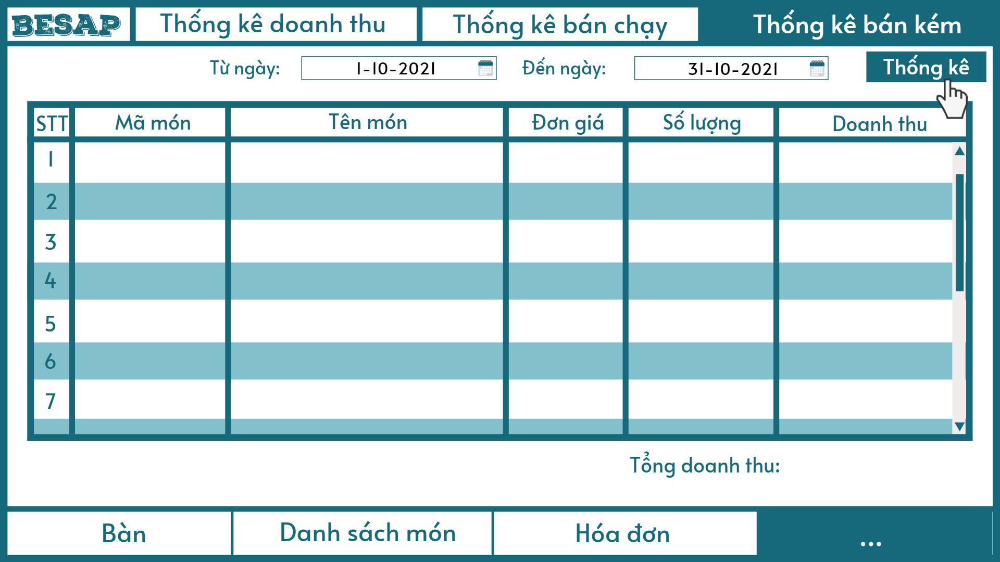 BESAP
Thống kê doanh thu
Thống kê bán chạy
Thống kê bán kém
Từ ngày:
1-10-2021
Đến ngày:
31-10-2021
Thống kê
STT
Mã món
Tên món
Đơn giá
Số lượng
Doanh thu
1
2
3
4
5
6
7
Tổng doanh thu:
Bàn
Danh sách món
Hóa đơn
...